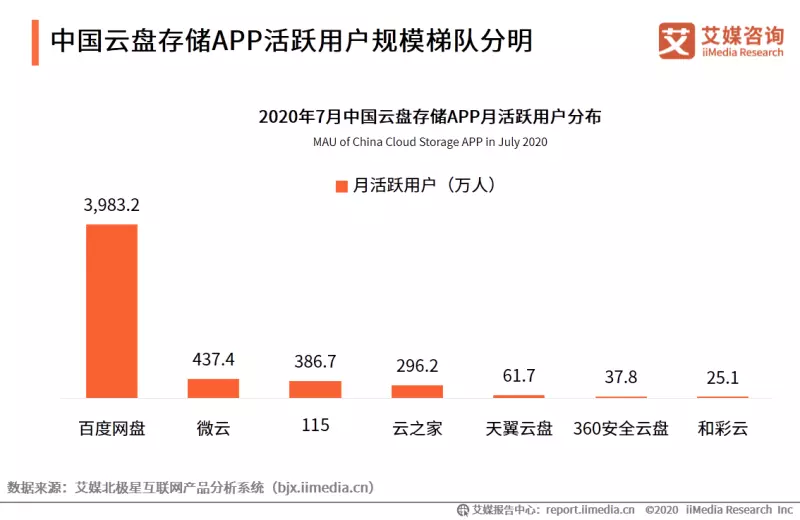 中国云盘存储APP活跃用户规模梯队分明
艾媒咨询
iiMedia Research
2020年7月中国云盘存储APP月活跃用户分布
MAU of China Cloud Storage APP in July 2020
月活跃用户（万人）
3,983.2
437.4
386.7
296.2
61.7
37.8
25.1
百度网盘
微云
115
云之家
天翼云盘
360安全云盘
和彩云
数据来源：艾媒北极星互联网产品分析系统（bjx.iimedia.cn）
艾媒报告中心：report.iimedia.cn ©2020 iiMedia Research Inc